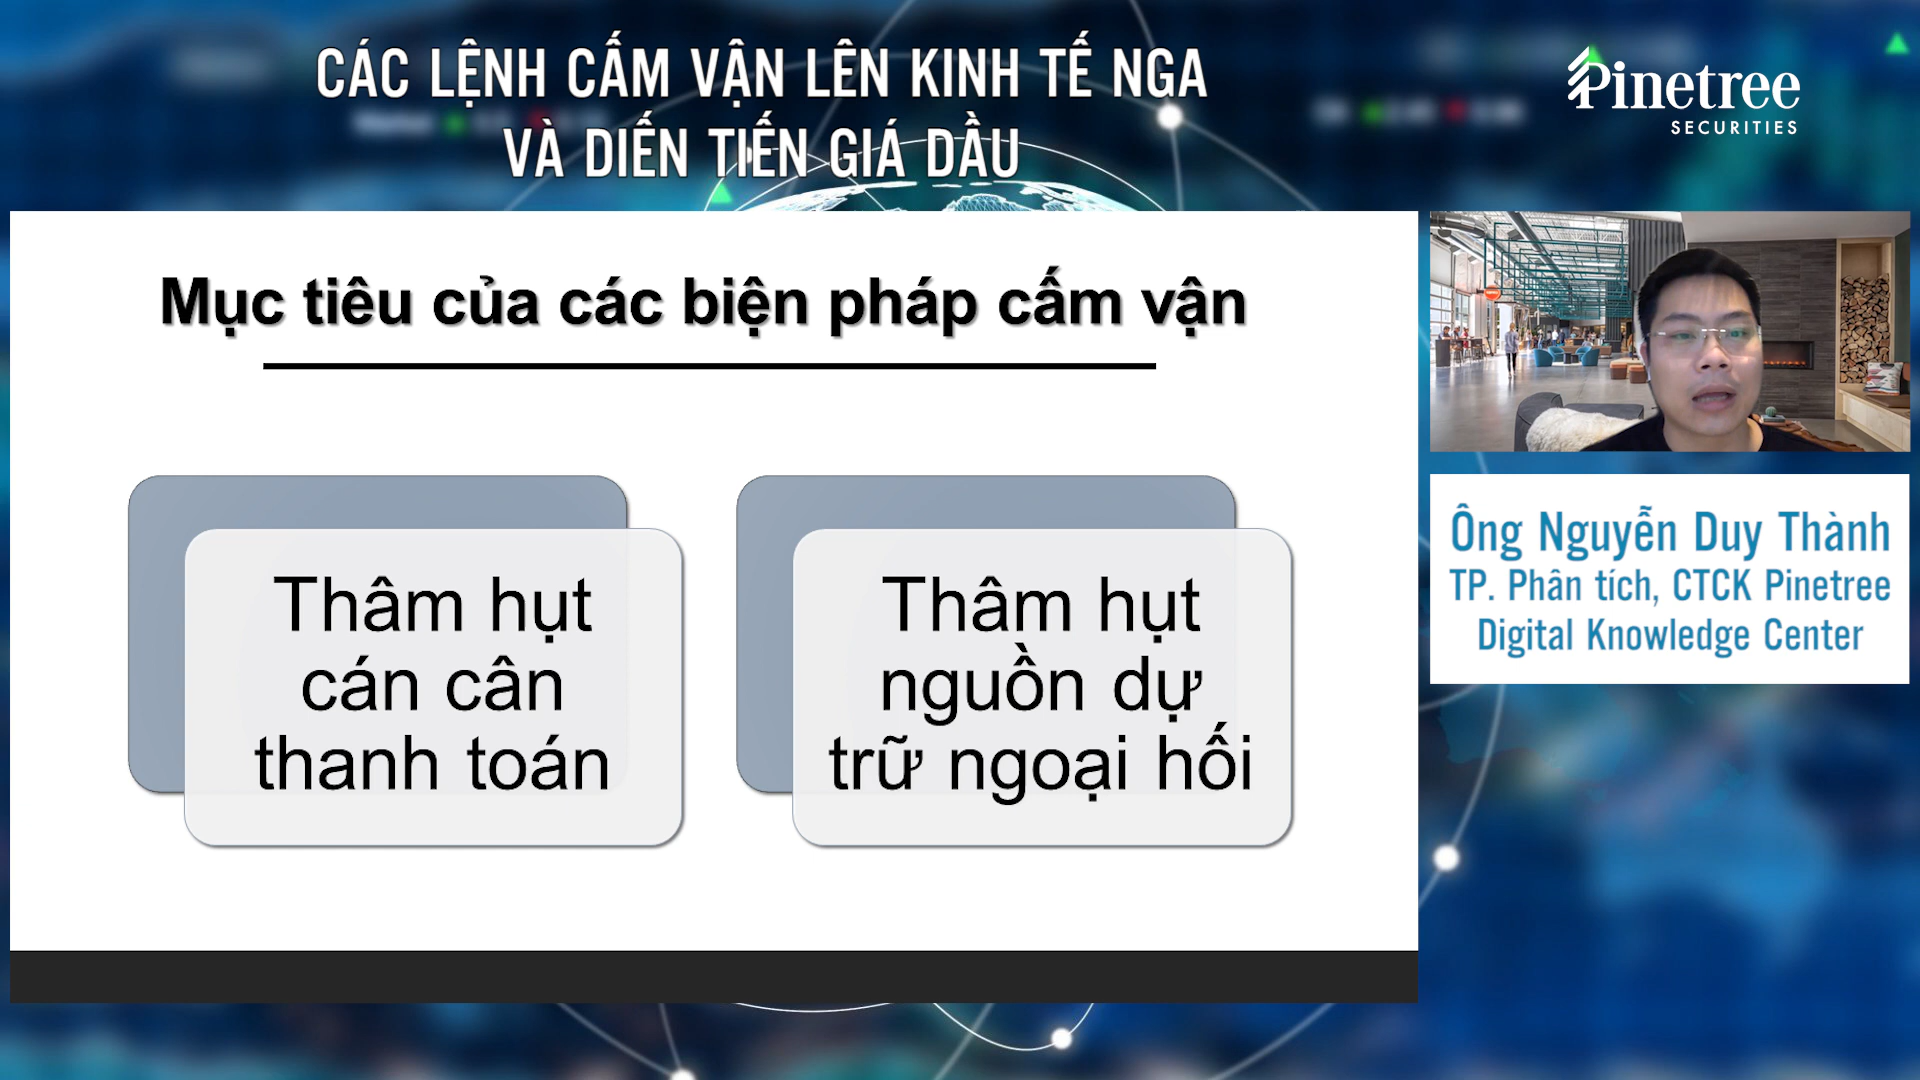 CÁC LỆNH CẤM VẬN LÊN KINH TẾ NGA
VÀ DIỄN TIẾN GIÁ DẦU
Pinetree
SECURITIES
Mục tiêu của các biện pháp cấm vận
Thâm hụt
cán cân
thanh toán
Thâm hụt
nguồn dự
trữ ngoại hối
Ông Nguyễn Duy Thành
TP. Phân tích, CTCK Pinetree
Digital Knowledge Center